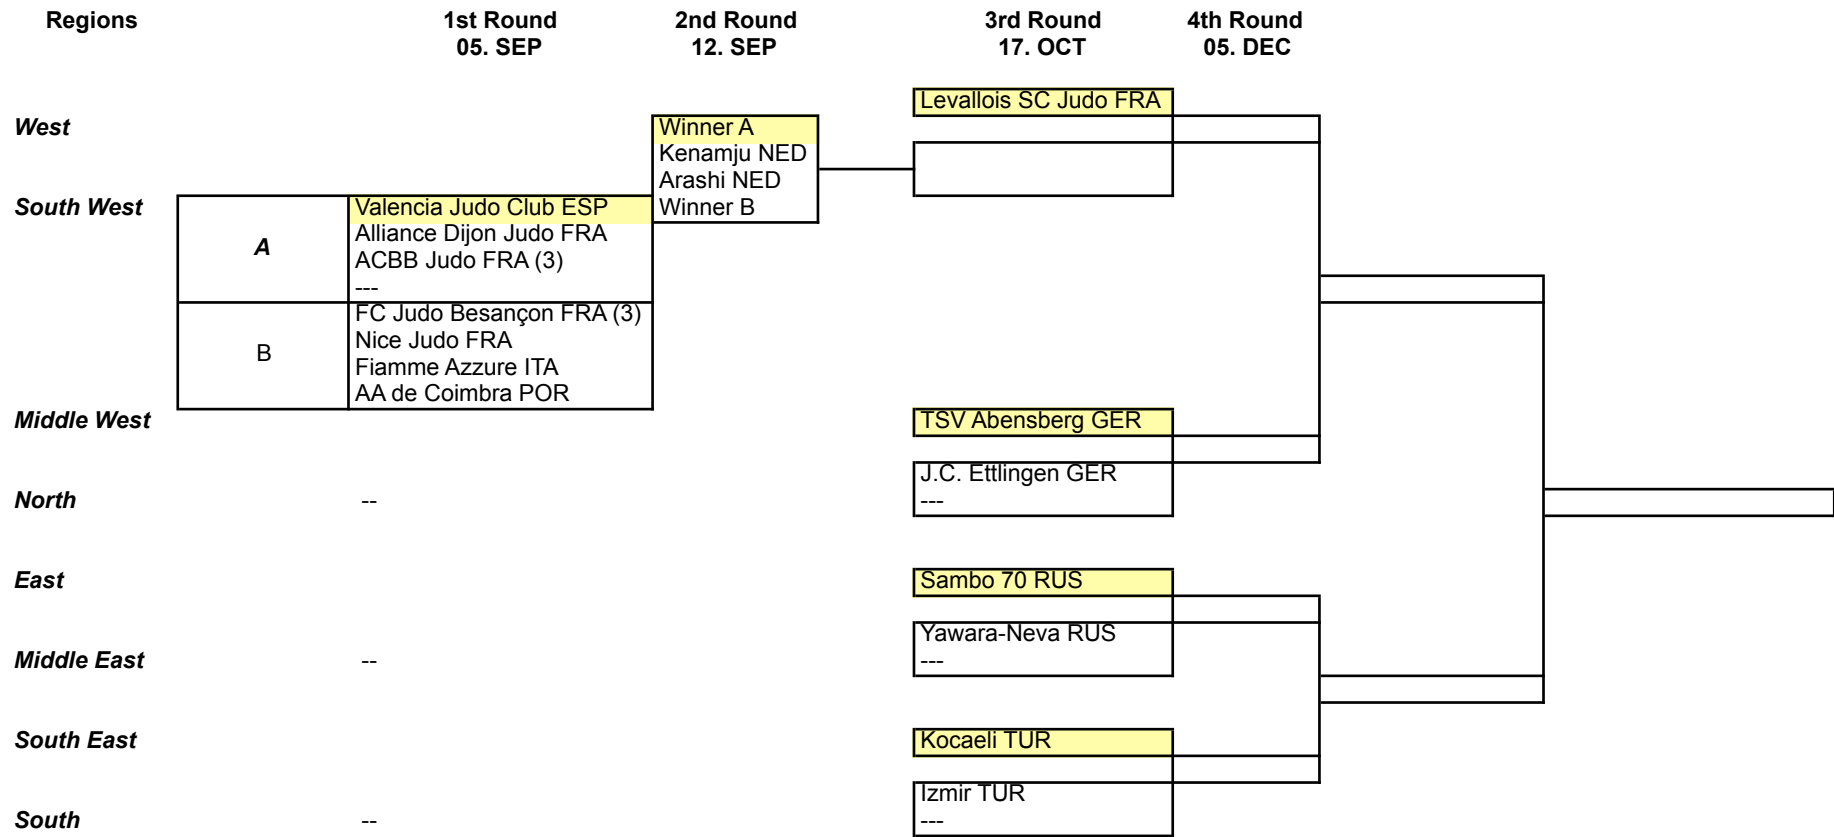 Regions
1st Round
05. SEP
2nd Round
12. SEP
3rd Round
17. OCT
4th Round
05. DEC
Levallois SC Judo FRA
West
Winner A
Kenamju NED
Arashi NED
Winner B
South West
A
Valencia Judo Club ESP
Alliance Dijon Judo FRA
ACBB Judo FRA (3)
---
B
FC Judo Besançon FRA (3)
Nice Judo FRA
Fiamme Azzure ITA
AA de Coimbra POR
Middle West
TSV Abensberg GER
J.C. Ettlingen GER
North
--
---
East
Sambo 70 RUS
Yawara-Neva RUS
Middle East
--
---
South East
Kocaeli TUR
Izmir TUR
South
--
---